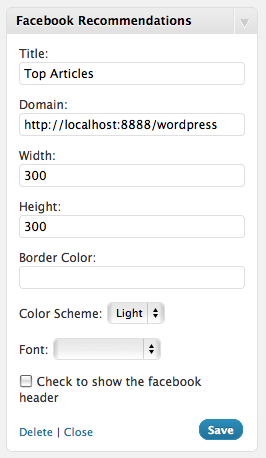 Facebook Recommendations
Title:
Top Articles
Domain:
http://localhost:8888/wordpress
Width:
300
Height:
300
Border Color:
Color Scheme: Light
Font:
Check to show the facebook
header
Delete | Close
Save